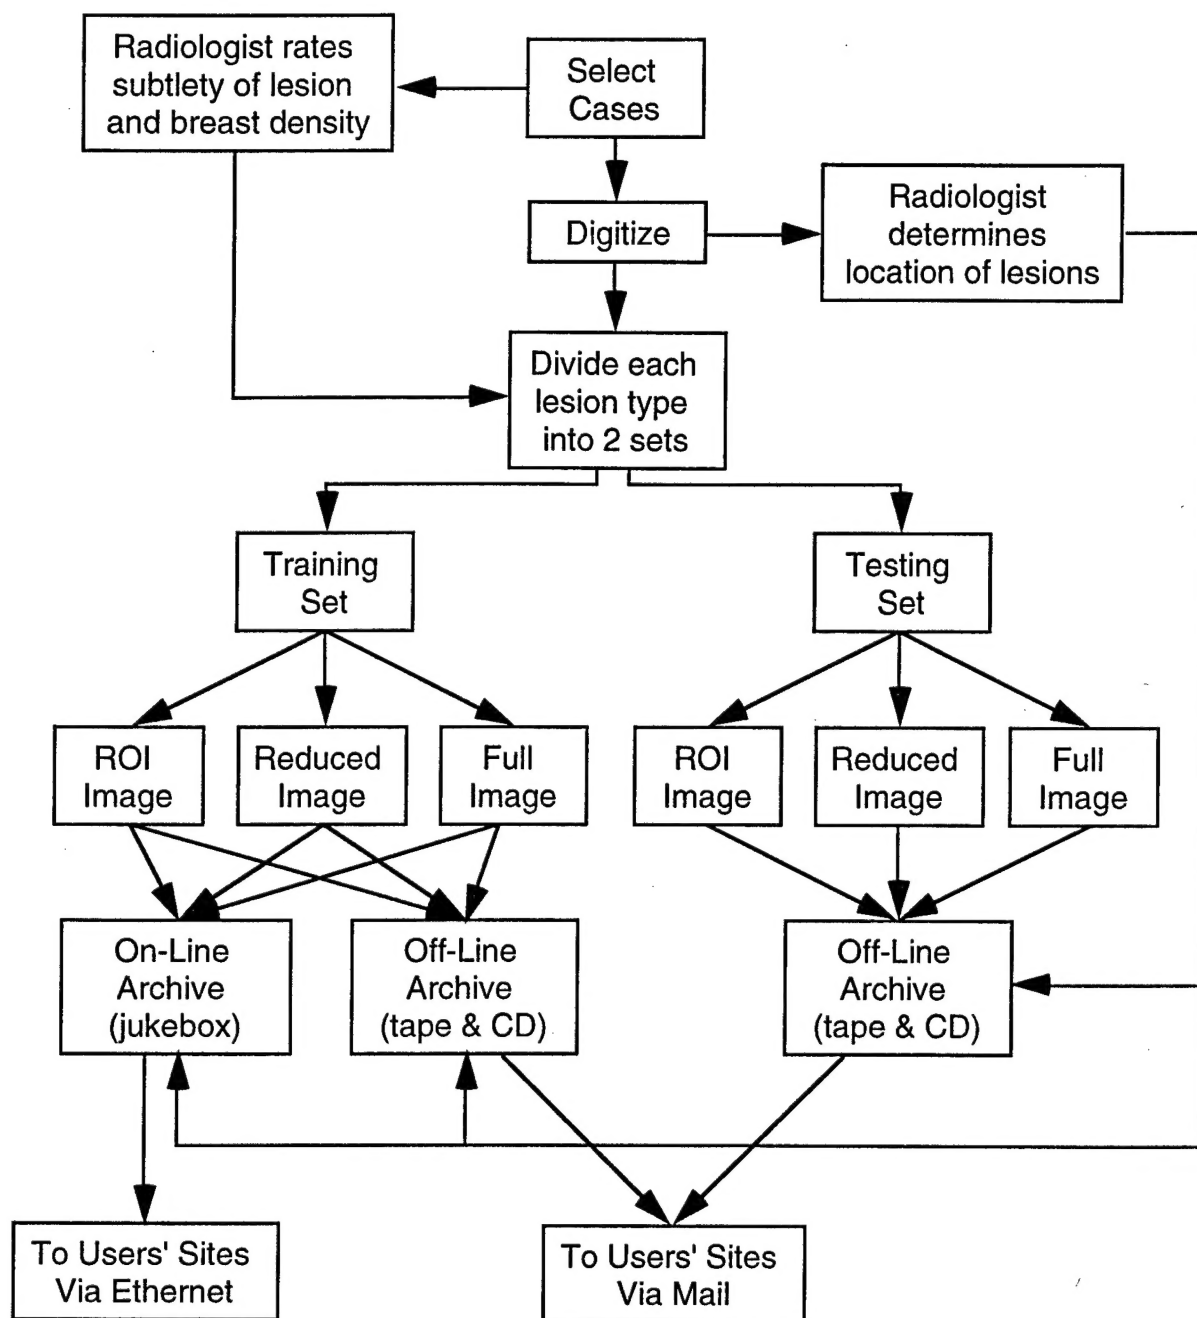 Radiologist rates
subtlety of lesion
and breast density
Select
Cases
Digitize
Radiologist
determines
location of lesions
Divide each
lesion type
into 2 sets
Training
Set
Testing
Set
ROI
Image
Reduced
Image
Full
Image
ROI
Image
Reduced
Image
Full
Image
On-Line
Archive
(jukebox)
Off-Line
Archive
(tape & CD)
Off-Line
Archive
(tape & CD)
To Users' Sites
Via Ethernet
To Users' Sites
Via Mail